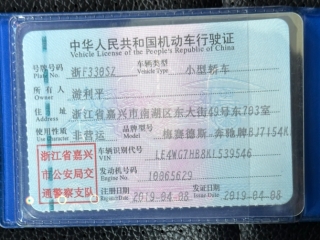 中华人民共和国机动车行驶证
Vehicle License of the People's Republic of China
号牌号码 浙F33B5Z 车辆类型 小型轿车
Plate No. Vehicle Type
所有人 游利平
Owner
住址 浙江省嘉兴市南湖区东大街49号东703室
Address
使用性质 非营运 品牌型号 梅赛德斯-奔驰牌BJ7154K
Use Character Model
浙江省嘉兴
市公安局交
通警察支队
车辆识别代号 LE4WG7HB8KL539546
VIN
发动机号码 10065629
Engine No.
注册日期 2019-04-08 发证日期 2019-04-08
Register Date Issue Date